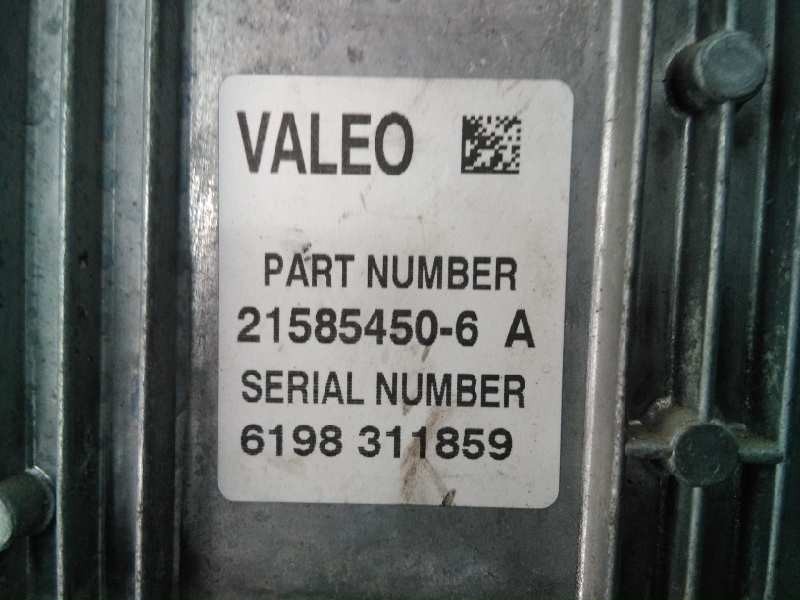 VALEO
PART NUMBER
21585450-6 A
SERIAL NUMBER
6198 311859